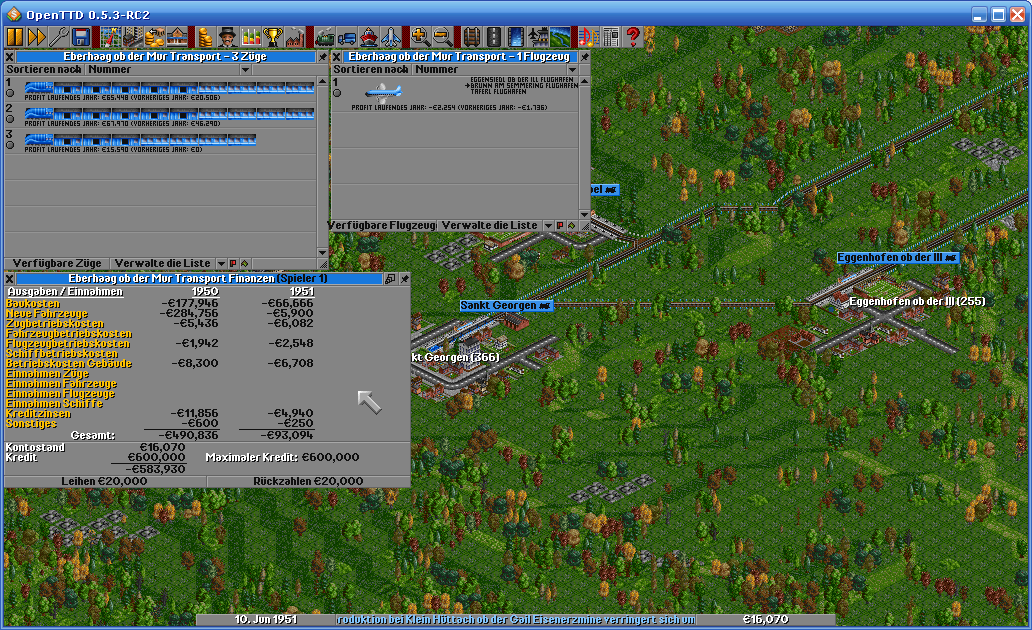 OpenTTD 0.5.3-RC2
Eberhaag ob der Mur Transport - 3 Züge
Sortieren nach Nummer
1
PROFIT LAUFENDES JAHR: €65.448 (VORHERIGES JAHR: €20.506)
2
PROFIT LAUFENDES JAHR: €67.970 (VORHERIGES JAHR: €46.290)
3
PROFIT LAUFENDES JAHR: €15.590 (VORHERIGES JAHR: €0)
Verfügbare Züge Verwalte die Liste
Eberhaag ob der Mur Transport - 1 Flugzeug
Sortieren nach Nummer
1
EGGENSIEDL OB DER ILL FLUGHAFEN
BRUNN AM SEMMERING FLUGHAFEN
TAFERL FLUGHAFEN
PROFIT LAUFENDES JAHR: -€2.254 (VORHERIGES JAHR: -€1.736)
Verfügbare Flugzeug Verwalte die Liste
Eberhaag ob der Mur Transport Finanzen (Spieler 1)
Ausgaben / Einnahmen 1950 1951
Baukosten -€177,946 -€66,666
Neue Fahrzeuge -€284,756 -€5,900
Zugbetriebskosten -€5,436 -€6,082
Fahrzeugbetriebskosten
Flugzeugbetriebskosten -€1,942 -€2,548
Schiffbetriebskosten
Betriebskosten Gebäude -€8,300 -€6,708
Einnahmen Züge
Einnahmen Fahrzeuge
Einnahmen Flugzeuge
Einnahmen Schiffe
Kreditzinsen -€11,856 -€4,940
Sonstiges -€600 -€250
Gesamt: -€490,836 -€93,094
Kontostand €16,070
Kredit €600,000 Maximaler Kredit: €600,000
-€583,930
Leihen €20,000 Rückzahlen €20,000
pel
Eggenhofen ob der Ill
Sankt Georgen
Eggenhofen ob der Ill (255)
kt Georgen (366)
10. Jun 1951 roduktion bei Klein Hüttach ob der Gail Eisenerzmine verringert sich um €16,070